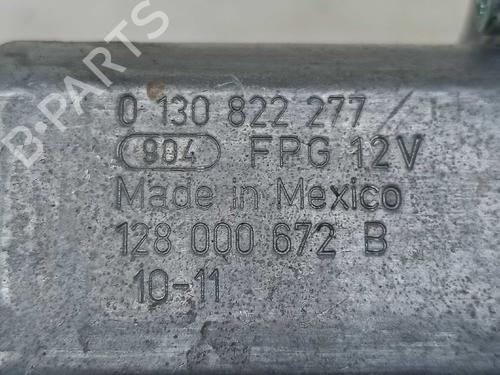 B-PARTS
0 130 822 277 /
904 FPG 12V
Made in Mexico
128 000 672 B
10-11